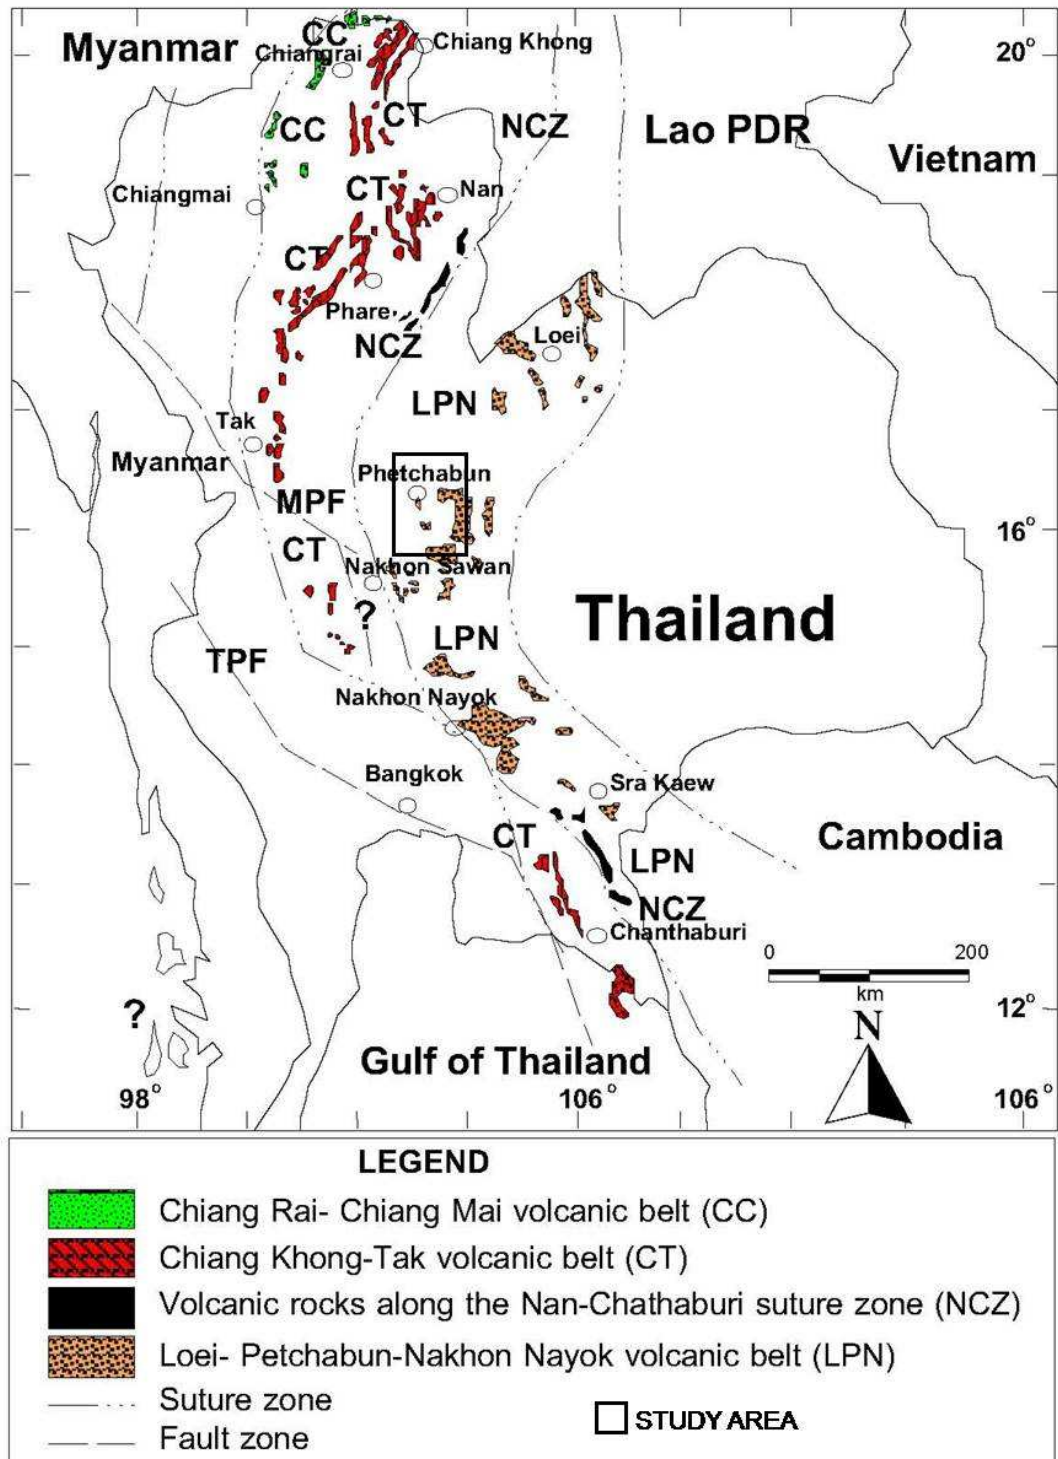 Myanmar
CC
Chiang Khong
20°
Chiangrai
CT
CC
NCZ
Lao PDR
Vietnam
Chiangmai
CT
Nan
CT
Phare
NCZ
Loei
LPN
Tak
Myanmar
Phetchabun
MPF
16°
CT
Nakhon Sawan
?
Thailand
LPN
TPF
Nakhon Nayok
Bangkok
Sra Kaew
CT
Cambodia
LPN
NCZ
Chanthaburi
0 200
km
?
N
12°
Gulf of Thailand
98° 106° 106°
LEGEND
Chiang Rai- Chiang Mai volcanic belt (CC)
Chiang Khong-Tak volcanic belt (CT)
Volcanic rocks along the Nan-Chathaburi suture zone (NCZ)
Loei- Petchabun-Nakhon Nayok volcanic belt (LPN)
Suture zone
Fault zone
STUDY AREA